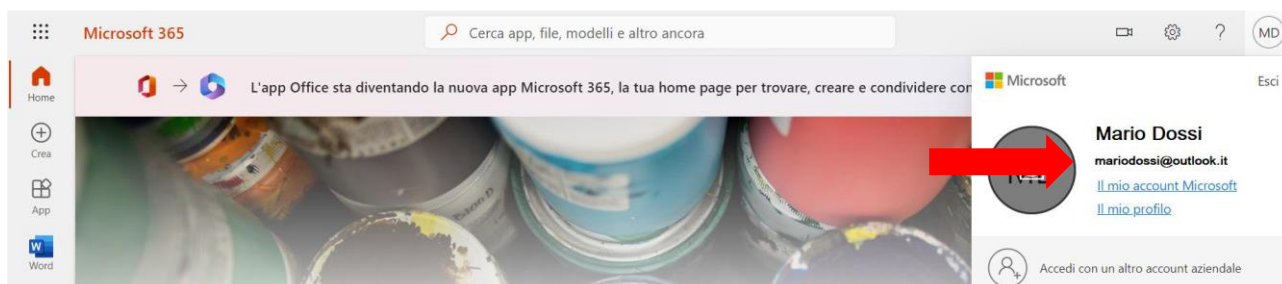 Microsoft 365
Cerca app, file, modelli e altro ancora
MD
Home
L'app Office sta diventando la nuova app Microsoft 365, la tua home page per trovare, creare e condividere con
Microsoft
Esci
Crea
Mario Dossi
mariodossi@outlook.it
Il mio account Microsoft
Il mio profilo
App
W
Word
Accedi con un altro account aziendale